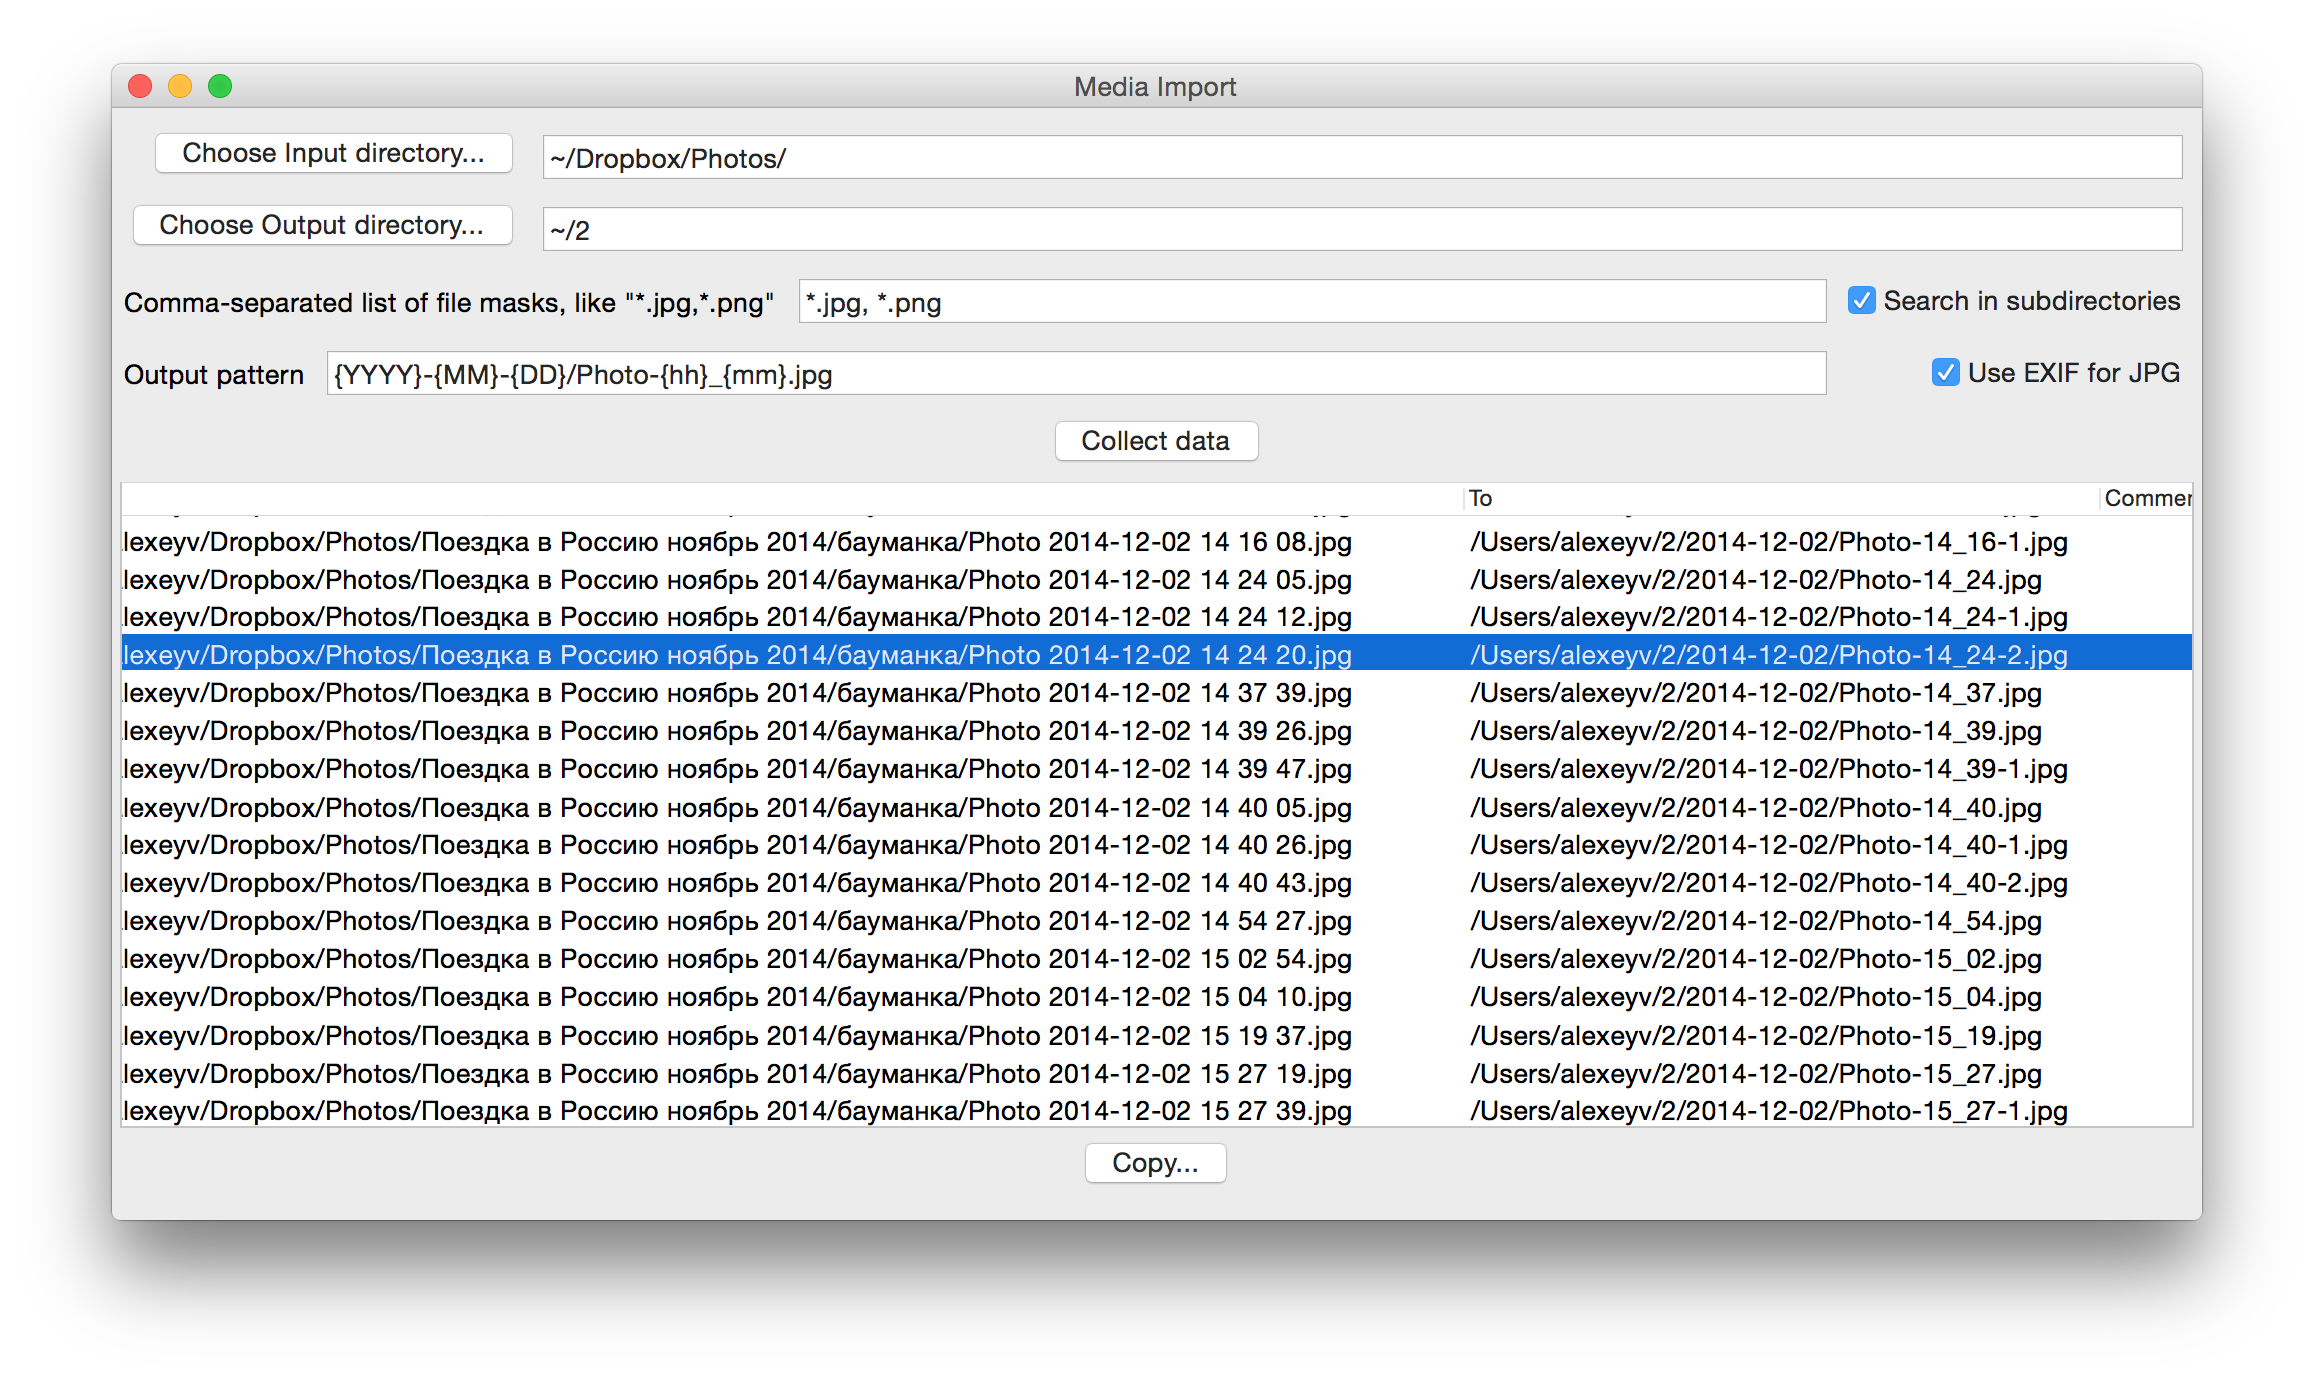 Media Import
Choose Input directory... ~/Dropbox/Photos/
Choose Output directory... ~/2
Comma-separated list of file masks, like "*.jpg,*.png" *.jpg, *.png Search in subdirectories
Output pattern {YYYY}-{MM}-{DD}/Photo-{hh}_{mm}.jpg Use EXIF for JPG
Collect data
To Commen
lexeyv/Dropbox/Photos/Поездка в Россию ноябрь 2014/бауманка/Photo 2014-12-02 14 16 08.jpg /Users/alexeyv/2/2014-12-02/Photo-14_16-1.jpg
lexeyv/Dropbox/Photos/Поездка в Россию ноябрь 2014/бауманка/Photo 2014-12-02 14 24 05.jpg /Users/alexeyv/2/2014-12-02/Photo-14_24.jpg
lexeyv/Dropbox/Photos/Поездка в Россию ноябрь 2014/бауманка/Photo 2014-12-02 14 24 12.jpg /Users/alexeyv/2/2014-12-02/Photo-14_24-1.jpg
lexeyv/Dropbox/Photos/Поездка в Россию ноябрь 2014/бауманка/Photo 2014-12-02 14 24 20.jpg /Users/alexeyv/2/2014-12-02/Photo-14_24-2.jpg
lexeyv/Dropbox/Photos/Поездка в Россию ноябрь 2014/бауманка/Photo 2014-12-02 14 37 39.jpg /Users/alexeyv/2/2014-12-02/Photo-14_37.jpg
lexeyv/Dropbox/Photos/Поездка в Россию ноябрь 2014/бауманка/Photo 2014-12-02 14 39 26.jpg /Users/alexeyv/2/2014-12-02/Photo-14_39.jpg
lexeyv/Dropbox/Photos/Поездка в Россию ноябрь 2014/бауманка/Photo 2014-12-02 14 39 47.jpg /Users/alexeyv/2/2014-12-02/Photo-14_39-1.jpg
lexeyv/Dropbox/Photos/Поездка в Россию ноябрь 2014/бауманка/Photo 2014-12-02 14 40 05.jpg /Users/alexeyv/2/2014-12-02/Photo-14_40.jpg
lexeyv/Dropbox/Photos/Поездка в Россию ноябрь 2014/бауманка/Photo 2014-12-02 14 40 26.jpg /Users/alexeyv/2/2014-12-02/Photo-14_40-1.jpg
lexeyv/Dropbox/Photos/Поездка в Россию ноябрь 2014/бауманка/Photo 2014-12-02 14 40 43.jpg /Users/alexeyv/2/2014-12-02/Photo-14_40-2.jpg
lexeyv/Dropbox/Photos/Поездка в Россию ноябрь 2014/бауманка/Photo 2014-12-02 14 54 27.jpg /Users/alexeyv/2/2014-12-02/Photo-14_54.jpg
lexeyv/Dropbox/Photos/Поездка в Россию ноябрь 2014/бауманка/Photo 2014-12-02 15 02 54.jpg /Users/alexeyv/2/2014-12-02/Photo-15_02.jpg
lexeyv/Dropbox/Photos/Поездка в Россию ноябрь 2014/бауманка/Photo 2014-12-02 15 04 10.jpg /Users/alexeyv/2/2014-12-02/Photo-15_04.jpg
lexeyv/Dropbox/Photos/Поездка в Россию ноябрь 2014/бауманка/Photo 2014-12-02 15 19 37.jpg /Users/alexeyv/2/2014-12-02/Photo-15_19.jpg
lexeyv/Dropbox/Photos/Поездка в Россию ноябрь 2014/бауманка/Photo 2014-12-02 15 27 19.jpg /Users/alexeyv/2/2014-12-02/Photo-15_27.jpg
lexeyv/Dropbox/Photos/Поездка в Россию ноябрь 2014/бауманка/Photo 2014-12-02 15 27 39.jpg /Users/alexeyv/2/2014-12-02/Photo-15_27-1.jpg
Copy...